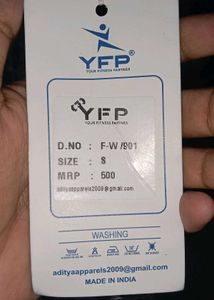 YFP®
YOUR FITNESS PARTNER
YFP
YOUR FITNESS PARTNER
D.NO : F-W /901
SIZE : S
MRP : 500
adityaapparels2009@gmail.com
WASHING
adityaapparels2009@gmail.com
MADE IN INDIA